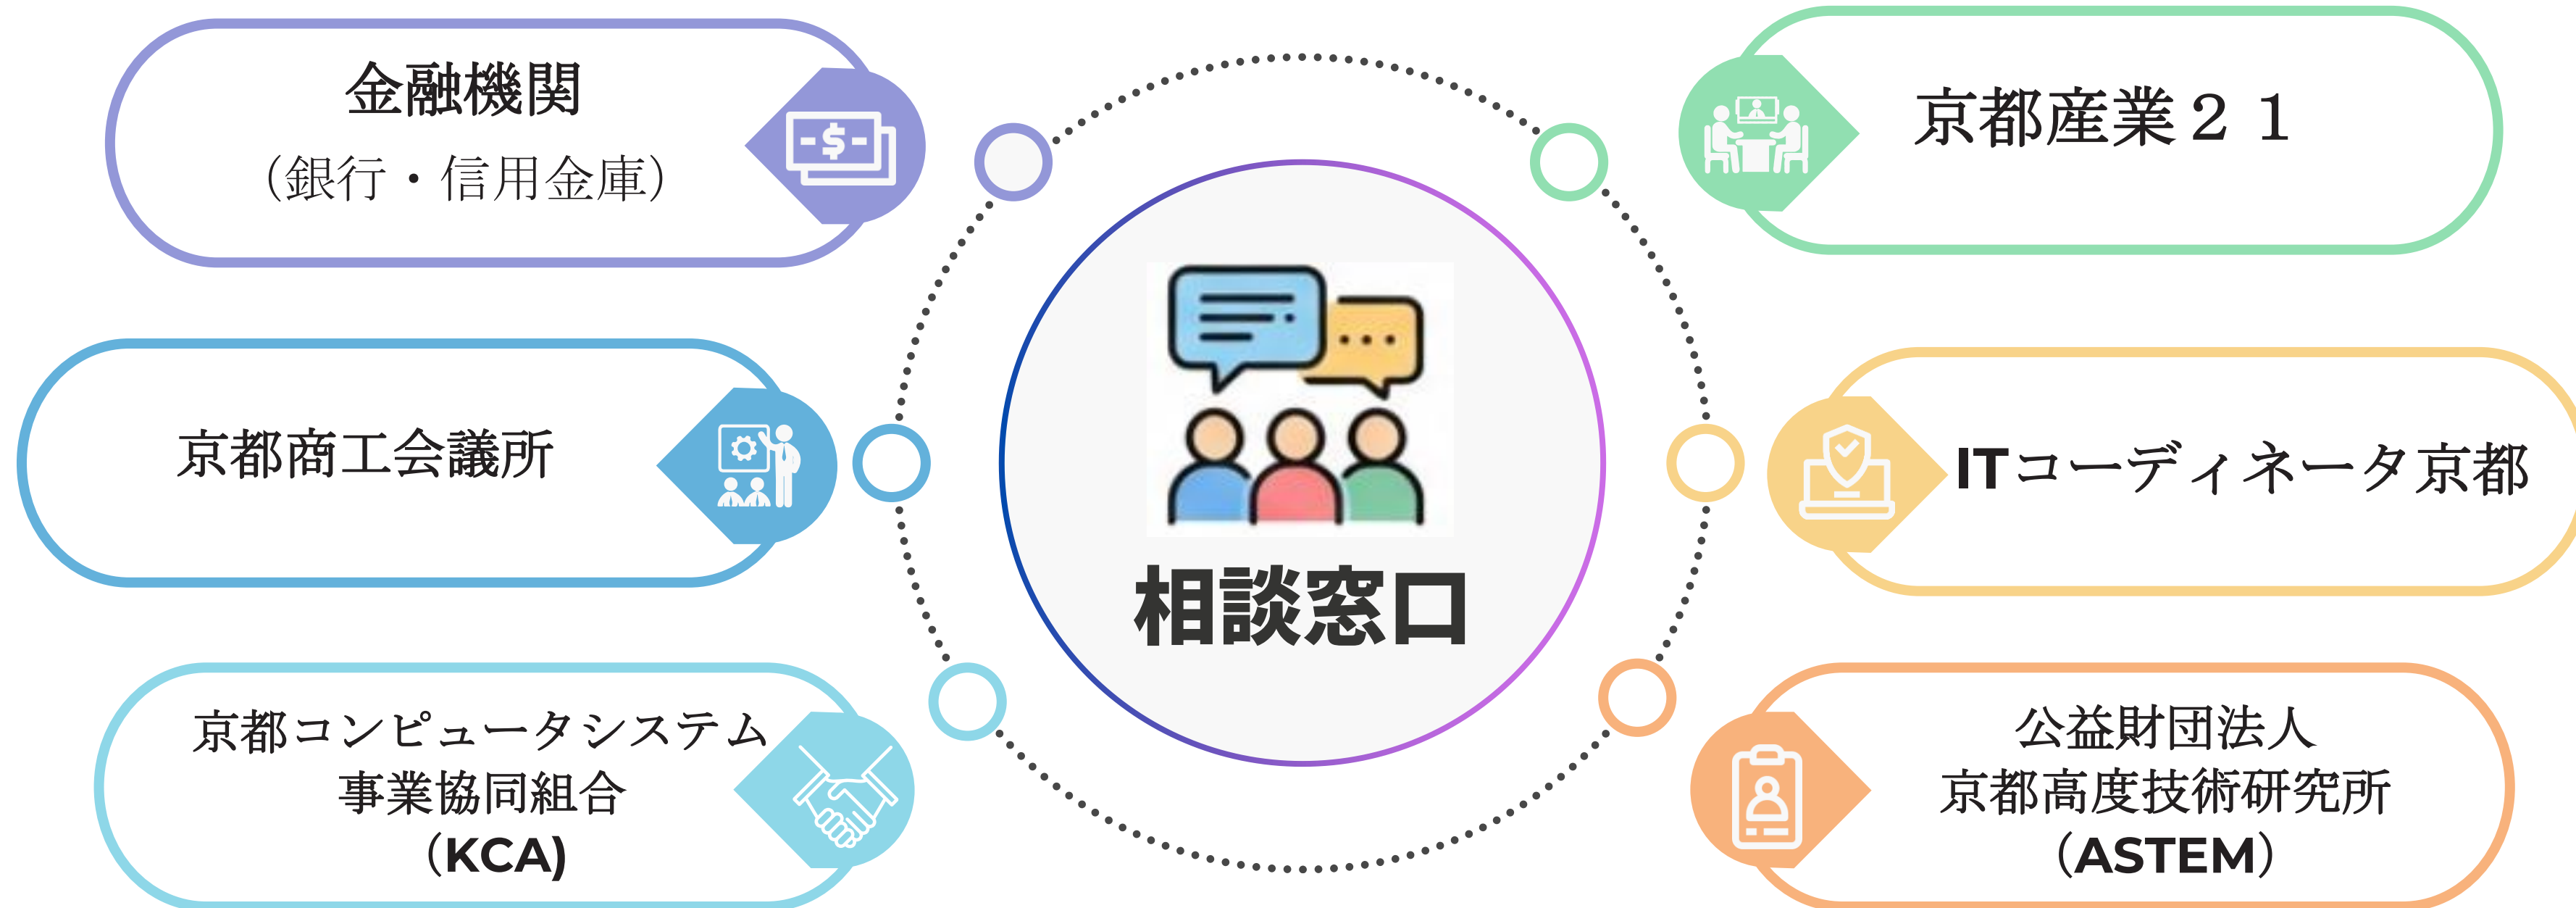 金融機関
（銀行・信用金庫）
京都商工会議所
京都コンピュータシステム
事業協同組合
（KCA)
相談窓口
京都産業２１
ITコーディネータ京都
公益財団法人
京都高度技術研究所
（ASTEM）